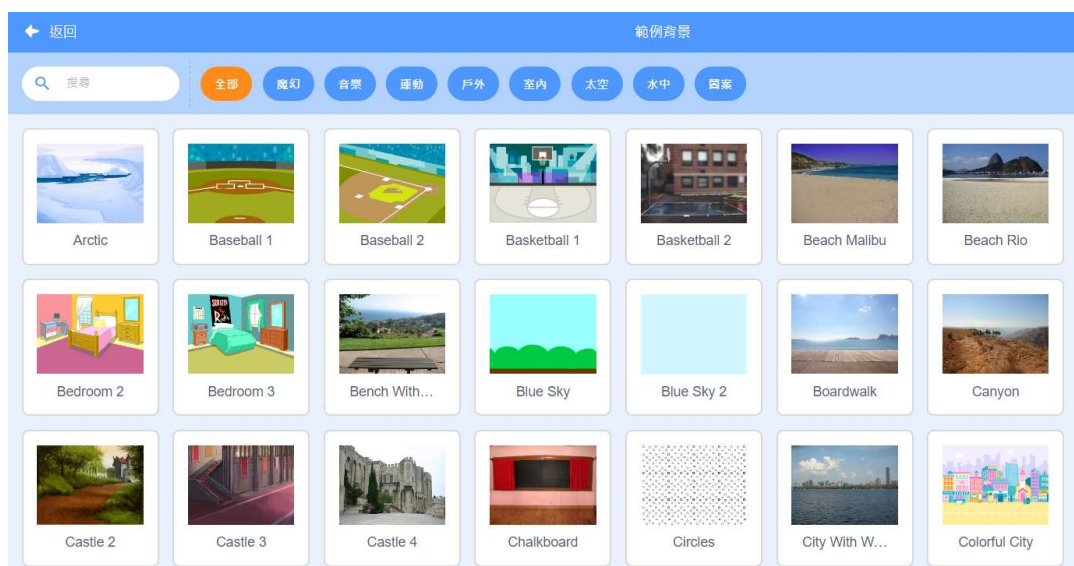 返回
範例背景
搜尋
全部 魔幻 音樂 運動 戶外 室內 太空 水中 圖案
Arctic Baseball 1 Baseball 2 Basketball 1 Basketball 2 Beach Malibu Beach Rio
Bedroom 2 Bedroom 3 Bench With... Blue Sky Blue Sky 2 Boardwalk Canyon
Castle 2 Castle 3 Castle 4 Chalkboard Circles City With W... Colorful City